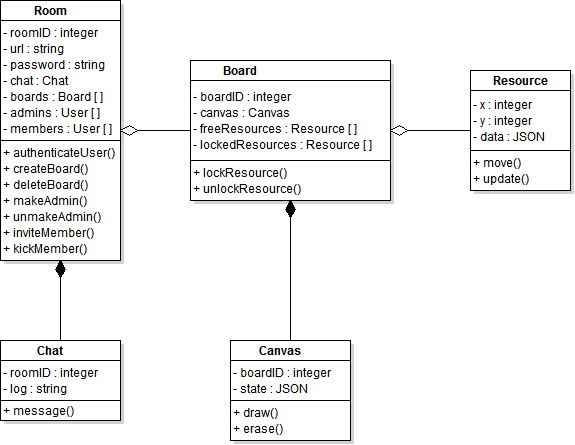 Room
- roomID : integer
- url : string
- password : string
- chat : Chat
- boards : Board [ ]
- admins : User [ ]
- members : User [ ]
+ authenticateUser()
+ createBoard()
+ deleteBoard()
+ makeAdmin()
+ unmakeAdmin()
+ inviteMember()
+ kickMember()
Board
- boardID : integer
- canvas : Canvas
- freeResources : Resource [ ]
- lockedResources : Resource [ ]
+ lockResource()
+ unlockResource()
Resource
- x : integer
- y : integer
- data : JSON
+ move()
+ update()
Chat
- roomID : integer
- log : string
+ message()
Canvas
- boardID : integer
- state : JSON
+ draw()
+ erase()